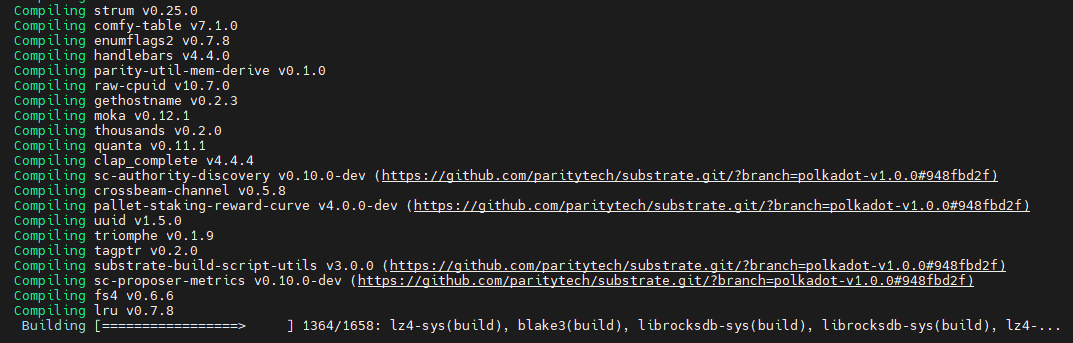 Compiling strum v0.25.0
Compiling comfy-table v7.1.0
Compiling enumflags2 v0.7.8
Compiling handlebars v4.4.0
Compiling parity-util-mem-derive v0.1.0
Compiling raw-cpuid v10.7.0
Compiling gethostname v0.2.3
Compiling moka v0.12.1
Compiling thousands v0.2.0
Compiling quanta v0.11.1
Compiling clap_complete v4.4.4
Compiling sc-authority-discovery v0.10.0-dev (https://github.com/paritytech/substrate.git/?branch=polkadot-v1.0.0#948fbd2f)
Compiling crossbeam-channel v0.5.8
Compiling pallet-staking-reward-curve v4.0.0-dev (https://github.com/paritytech/substrate.git/?branch=polkadot-v1.0.0#948fbd2f)
Compiling uuid v1.5.0
Compiling triomphe v0.1.9
Compiling tagptr v0.2.0
Compiling substrate-build-script-utils v3.0.0 (https://github.com/paritytech/substrate.git/?branch=polkadot-v1.0.0#948fbd2f)
Compiling sc-proposer-metrics v0.10.0-dev (https://github.com/paritytech/substrate.git/?branch=polkadot-v1.0.0#948fbd2f)
Compiling fs4 v0.6.6
Compiling lru v0.7.8
Building [=================>     ] 1364/1658: lz4-sys(build), blake3(build), librocksdb-sys(build), librocksdb-sys(build), lz4-...